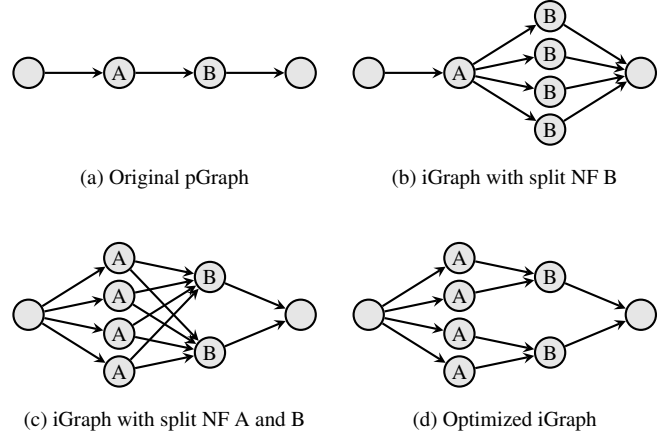 A B
(a) Original pGraph
A B B B B
(b) iGraph with split NF B
A A A A B B
(c) iGraph with split NF A and B
A A A A B B
(d) Optimized iGraph